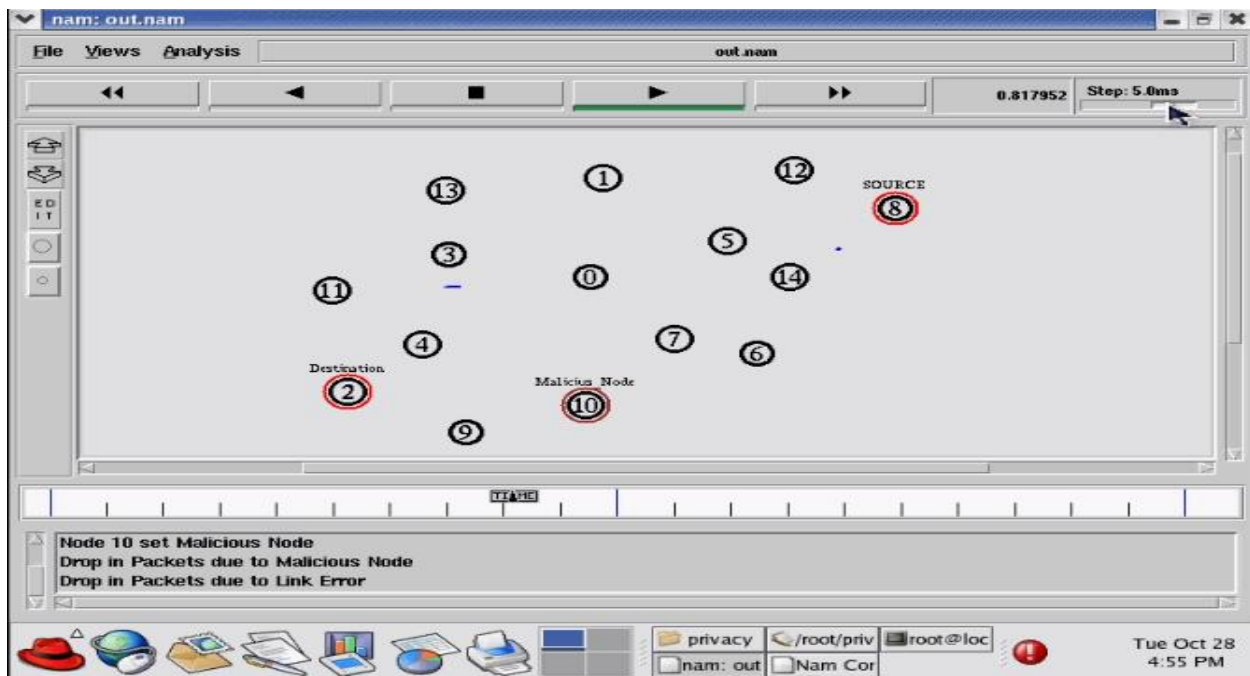 nam: out.nam
File Views Analysis out.nam
0.817952 Step: 5.0ms
ED
IT
13
1
12
SOURCE
8
3
5
11
0
14
4
7
6
Destination
2
Malicius Node
10
9
TIME
Node 10 set Malicious Node
Drop in Packets due to Malicious Node
Drop in Packets due to Link Error
privacy /root/priv root@loc
nam: out Nam Cor
Tue Oct 28
4:55 PM